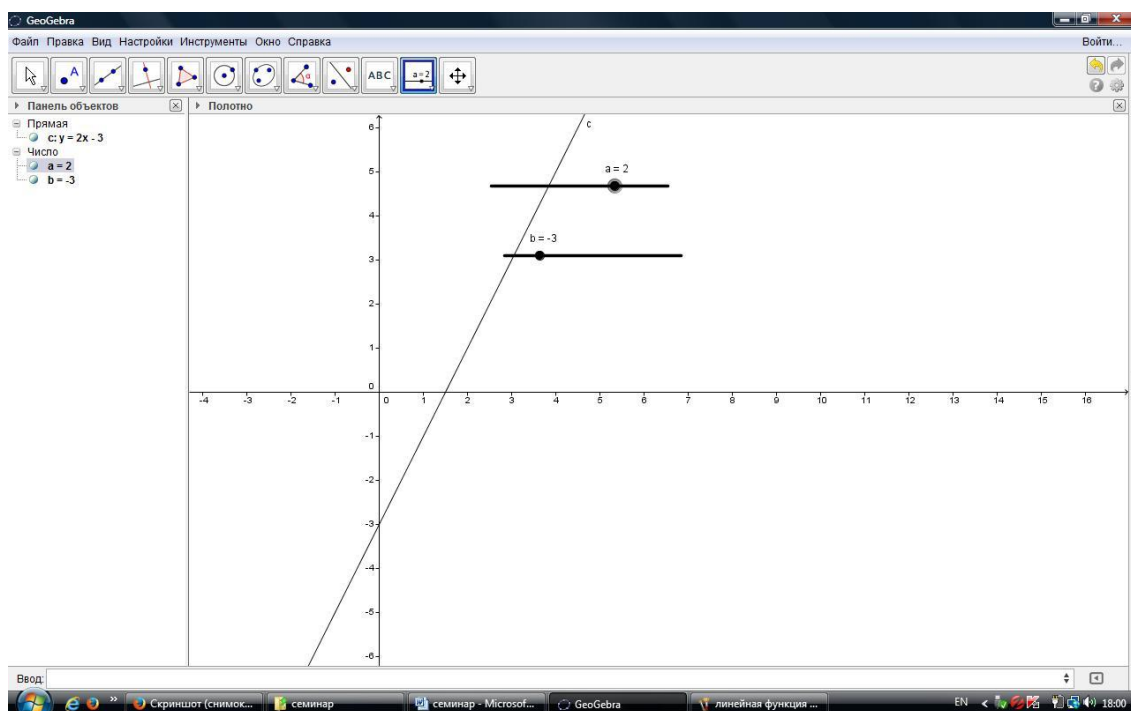 GeoGebra
Файл Правка Вид Настройки Инструменты Окно Справка Войти...
A α ABC a=2
Панель объектов Полотно
Прямая
c: y = 2x - 3
Число
a = 2
b = -3
c
a = 2
b = -3
6
5
4
3
2
1
0
-4 -3 -2 -1 0 1 2 3 4 5 6 7 8 9 10 11 12 13 14 15 16
-1
-2
-3
-4
-5
-6
Ввод:
Скриншот (снимок... семинар семинар - Microsof... GeoGebra линейная функция ... EN 18:00